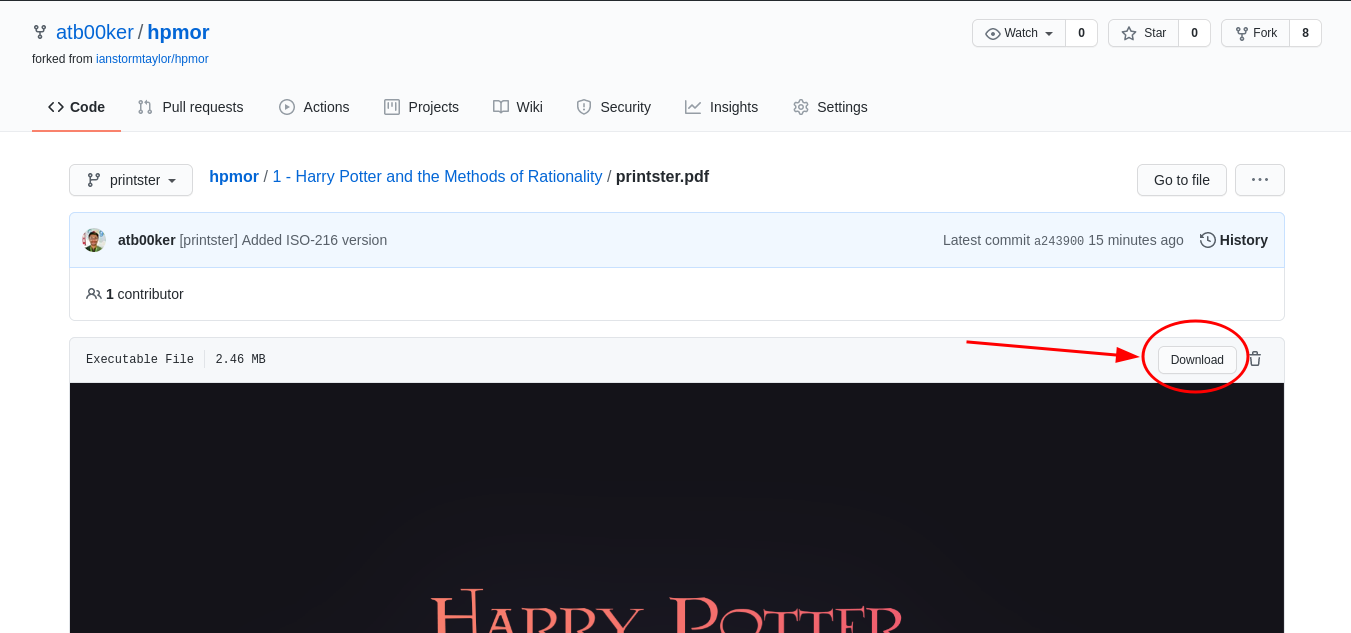 atb00ker / hpmor
Watch 0 Star 0 Fork 8
forked from ianstormtaylor/hpmor
Code Pull requests Actions Projects Wiki Security Insights Settings
printster hpmor / 1 - Harry Potter and the Methods of Rationality / printster.pdf Go to file ...
atb00ker [printster] Added ISO-216 version Latest commit a243900 15 minutes ago History
1 contributor
Executable File 2.46 MB Download
HARRY POTTER